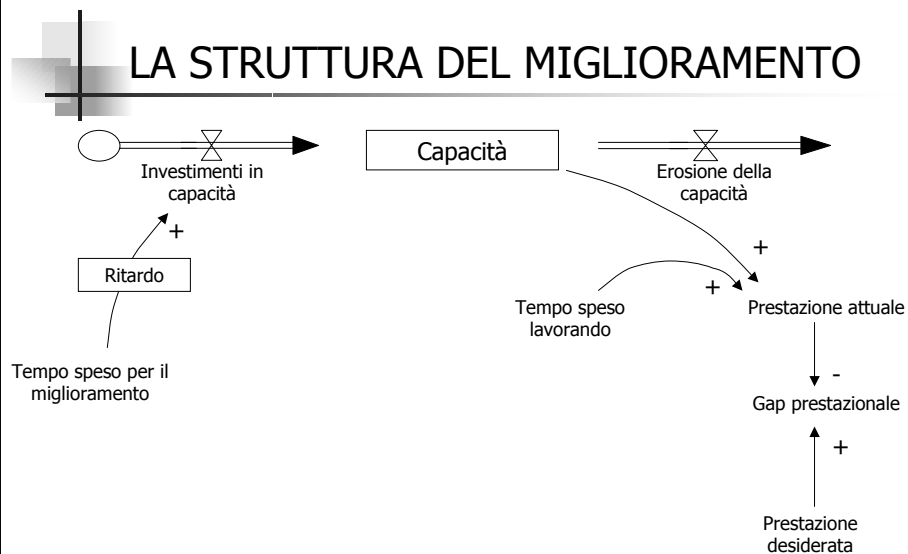 LA STRUTTURA DEL MIGLIORAMENTO
Capacità
Investimenti in
capacità
Erosione della
capacità
+
Ritardo
+
+
Tempo speso
lavorando
Prestazione attuale
Tempo speso per il
miglioramento
-
Gap prestazionale
+
Prestazione
desiderata